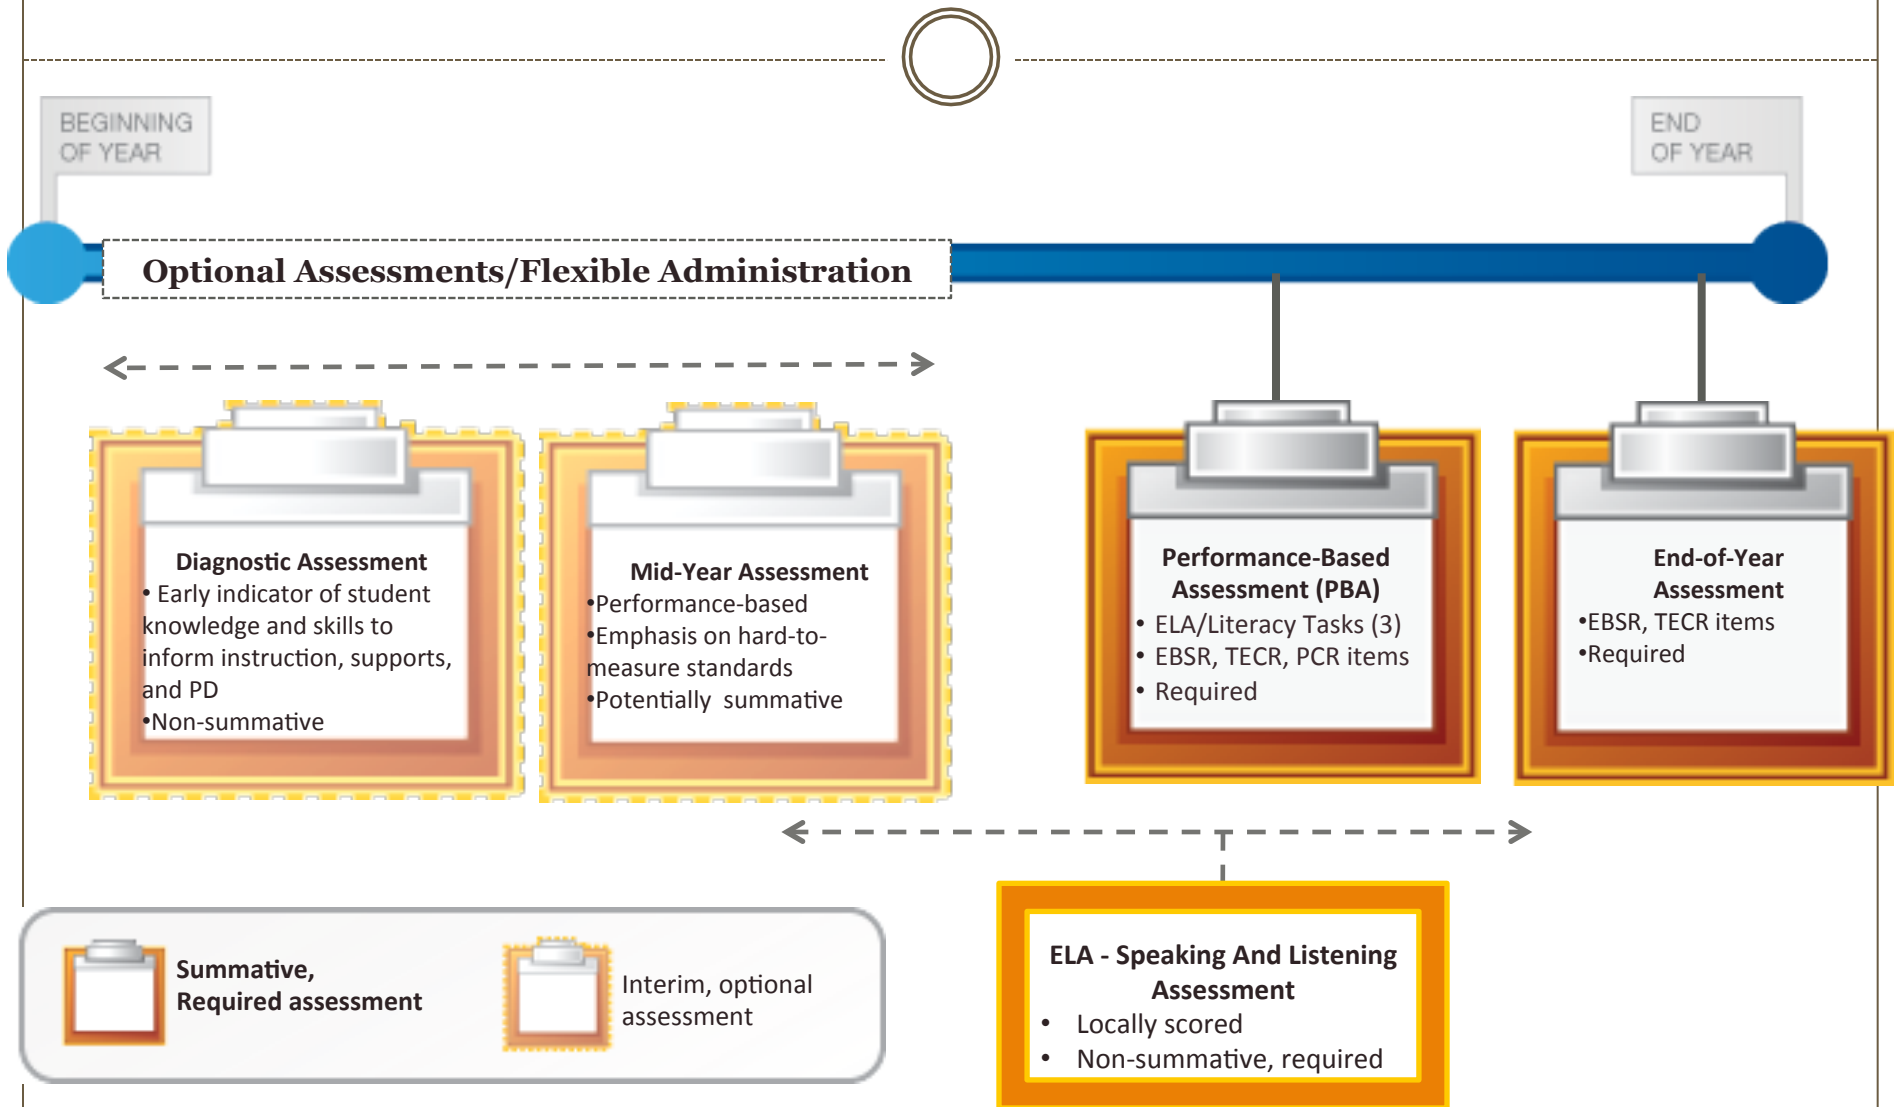 BEGINNING
OF YEAR
END
OF YEAR
Optional Assessments/Flexible Administration
Diagnostic Assessment
• Early indicator of student
knowledge and skills to
inform instruction, supports,
and PD
•Non-summative
Mid-Year Assessment
•Performance-based
•Emphasis on hard-to-
measure standards
•Potentially summative
Performance-Based
Assessment (PBA)
• ELA/Literacy Tasks (3)
• EBSR, TECR, PCR items
• Required
End-of-Year
Assessment
•EBSR, TECR items
•Required
Summative,
Required assessment
Interim, optional
assessment
ELA - Speaking And Listening
Assessment
• Locally scored
• Non-summative, required